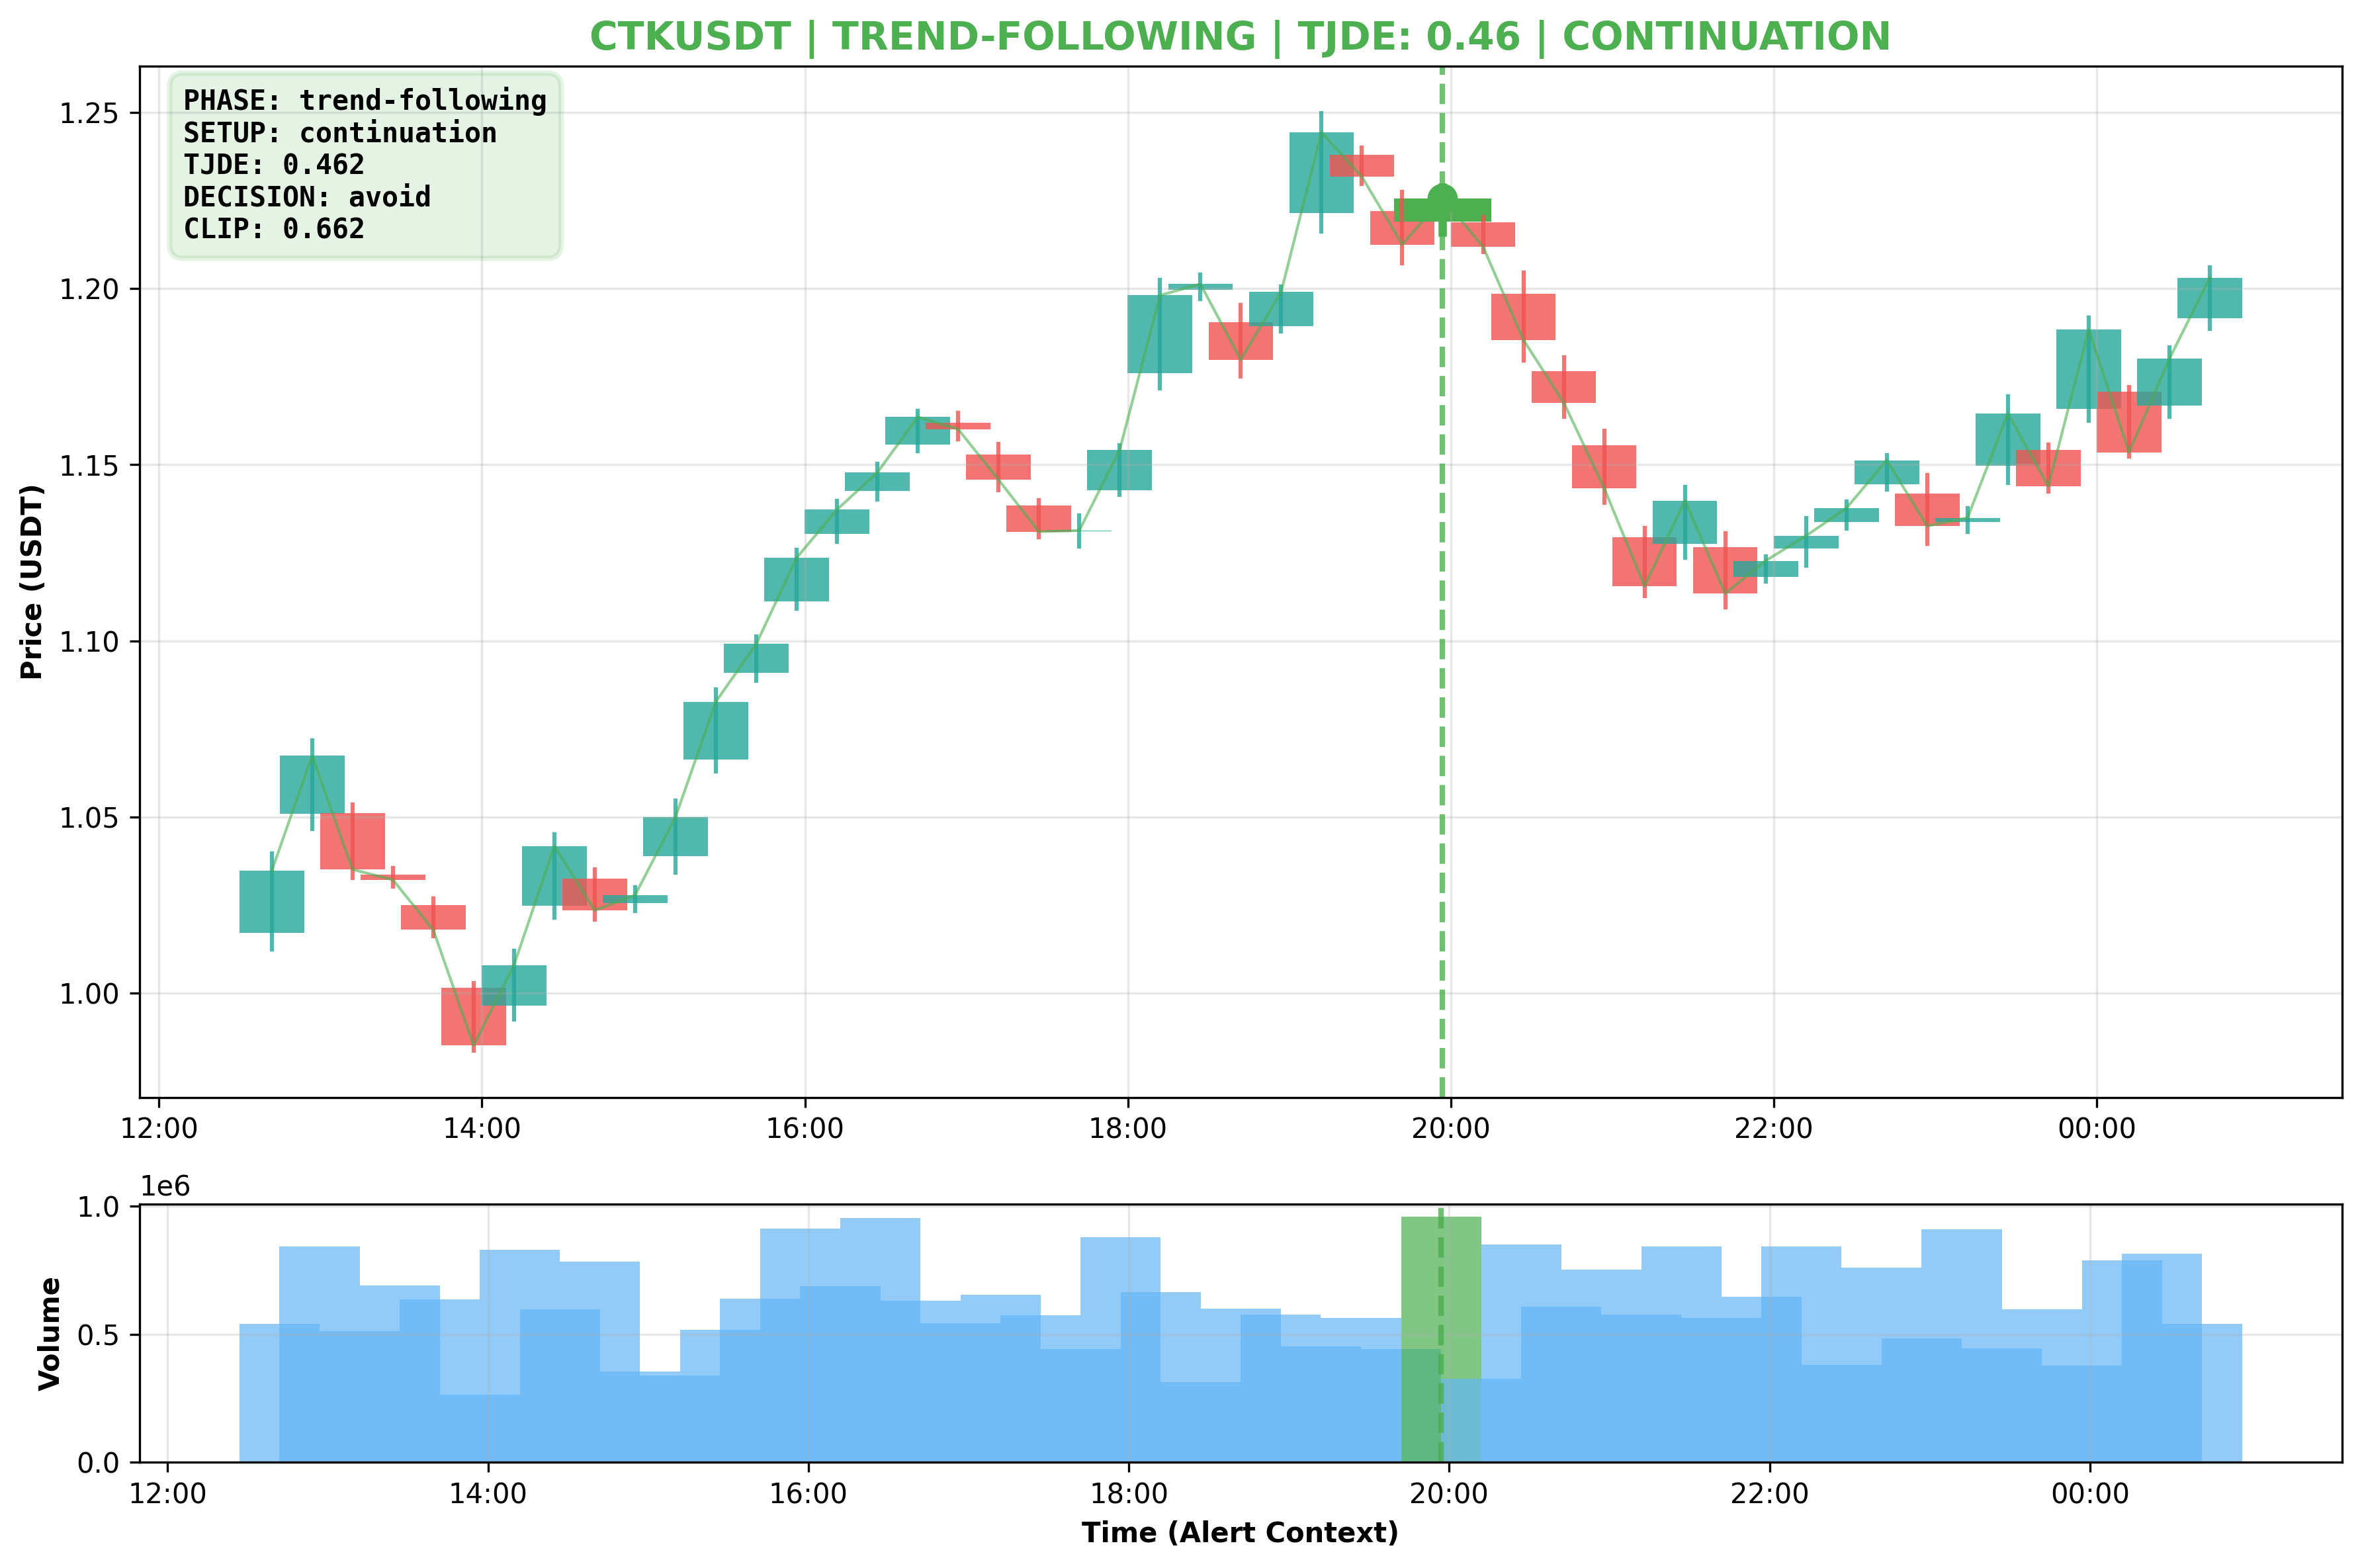 CTKUSDT | TREND-FOLLOWING | TJDE: 0.46 | CONTINUATION
PHASE: trend-following
SETUP: continuation
TJDE: 0.462
DECISION: avoid
CLIP: 0.662
Price (USDT)
1.25
1.20
1.15
1.10
1.05
1.00
12:00 14:00 16:00 18:00 20:00 22:00 00:00
1e6
Volume
1.0
0.5
0.0
12:00 14:00 16:00 18:00 20:00 22:00 00:00
Time (Alert Context)